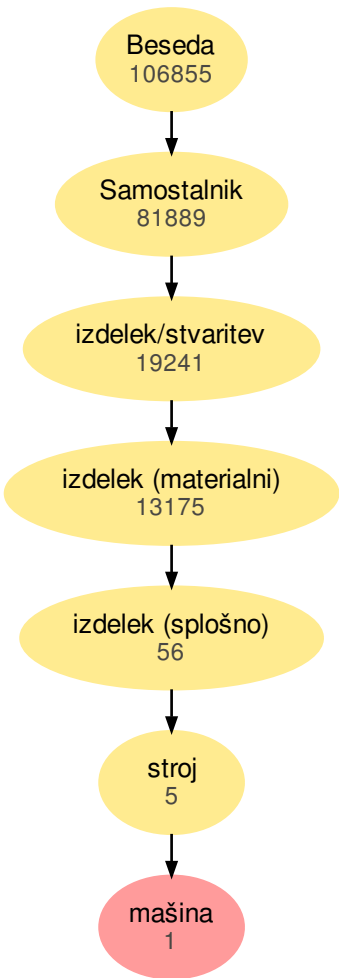 Beseda
106855
Samostalnik
81889
izdelek/stvaritev
19241
izdelek (materialni)
13175
izdelek (splošno)
56
stroj
5
mašina
1